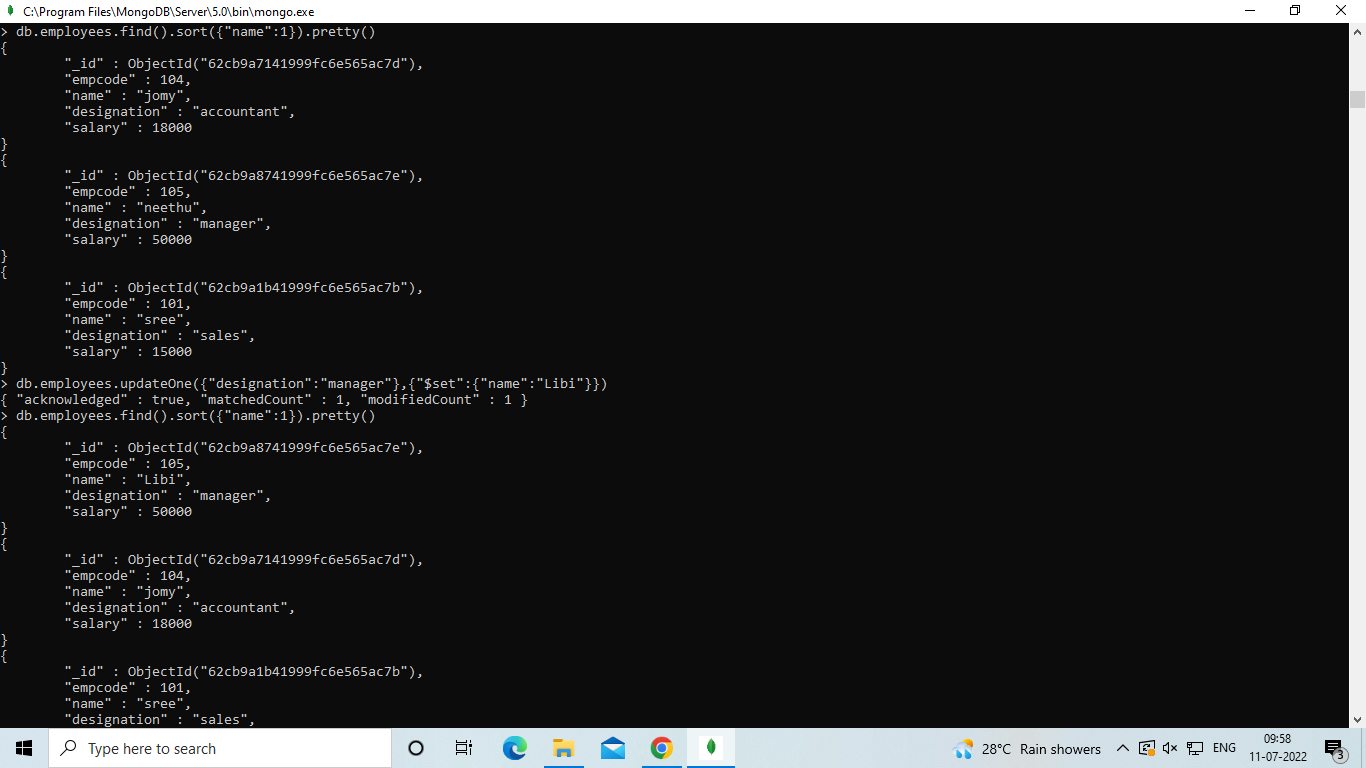 C:\Program Files\MongoDB\Server\5.0\bin\mongo.exe
> db.employees.find().sort({"name":1}).pretty()
{
        "_id" : ObjectId("62cb9a7141999fc6e565ac7d"),
        "empcode" : 104,
        "name" : "jomy",
        "designation" : "accountant",
        "salary" : 18000
}
{
        "_id" : ObjectId("62cb9a8741999fc6e565ac7e"),
        "empcode" : 105,
        "name" : "neethu",
        "designation" : "manager",
        "salary" : 50000
}
{
        "_id" : ObjectId("62cb9a1b41999fc6e565ac7b"),
        "empcode" : 101,
        "name" : "sree",
        "designation" : "sales",
        "salary" : 15000
}
> db.employees.updateOne({"designation":"manager"},{"$set":{"name":"Libi"}})
{ "acknowledged" : true, "matchedCount" : 1, "modifiedCount" : 1 }
> db.employees.find().sort({"name":1}).pretty()
{
        "_id" : ObjectId("62cb9a8741999fc6e565ac7e"),
        "empcode" : 105,
        "name" : "Libi",
        "designation" : "manager",
        "salary" : 50000
}
{
        "_id" : ObjectId("62cb9a7141999fc6e565ac7d"),
        "empcode" : 104,
        "name" : "jomy",
        "designation" : "accountant",
        "salary" : 18000
}
{
        "_id" : ObjectId("62cb9a1b41999fc6e565ac7b"),
        "empcode" : 101,
        "name" : "sree",
        "designation" : "sales",
Type here to search
28°C Rain showers
ENG
09:58
11-07-2022
3